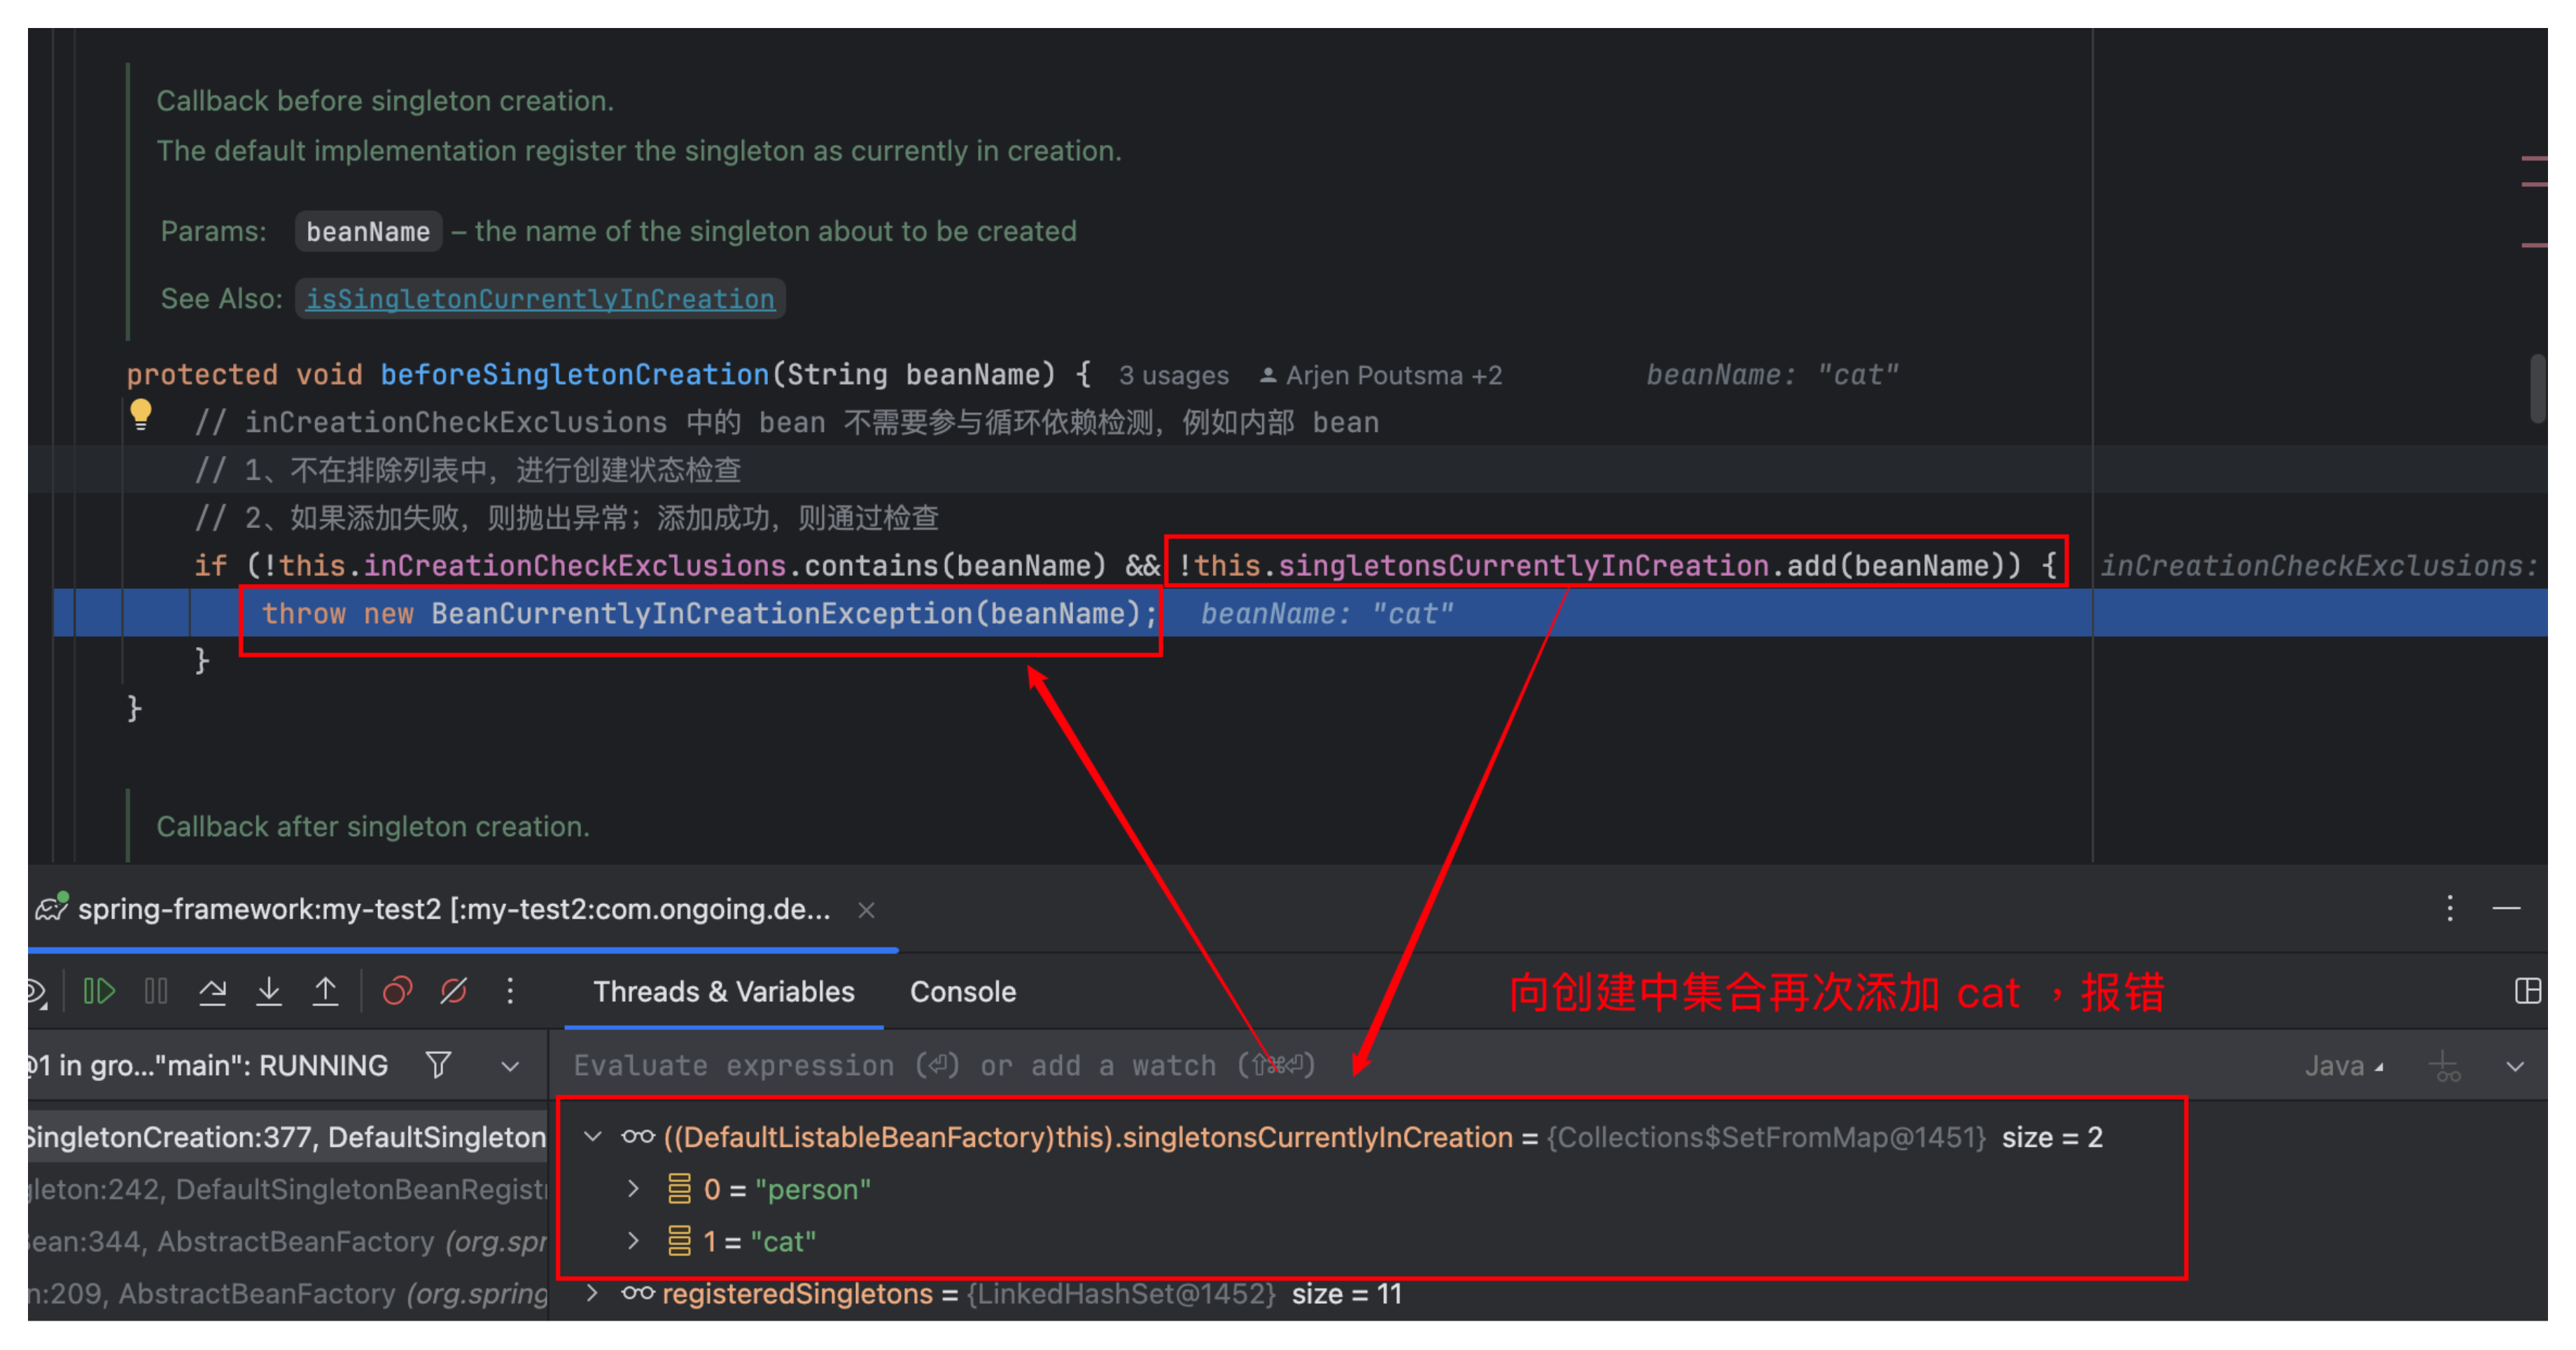 Callback before singleton creation.
The default implementation register the singleton as currently in creation.
Params: beanName – the name of the singleton about to be created
See Also: isSingletonCurrentlyInCreation
protected void beforeSingletonCreation(String beanName) { 3 usages Arjen Poutsma +2 beanName: "cat"
// inCreationCheckExclusions 中的 bean 不需要参与循环依赖检测，例如内部 bean
// 1、不在排除列表中，进行创建状态检查
// 2、如果添加失败，则抛出异常；添加成功，则通过检查
if (!this.inCreationCheckExclusions.contains(beanName) && !this.singletonsCurrentlyInCreation.add(beanName)) { inCreationCheckExclusions:
throw new BeanCurrentlyInCreationException(beanName); beanName: "cat"
}
}
Callback after singleton creation.
spring-framework:my-test2 [:my-test2:com.ongoing.de...
Threads & Variables Console
向创建中集合再次添加 cat ，报错
@1 in gro..."main": RUNNING
Evaluate expression (⏎) or add a watch (⇧⌘⏎) Java
SingletonCreation:377, DefaultSingleton
((DefaultListableBeanFactory)this).singletonsCurrentlyInCreation = {Collections$SetFromMap@1451} size = 2
gleton:242, DefaultSingletonBeanRegistr
0 = "person"
ean:344, AbstractBeanFactory (org.spr
1 = "cat"
n:209, AbstractBeanFactory (org.spring
registeredSingletons = {LinkedHashSet@1452} size = 11